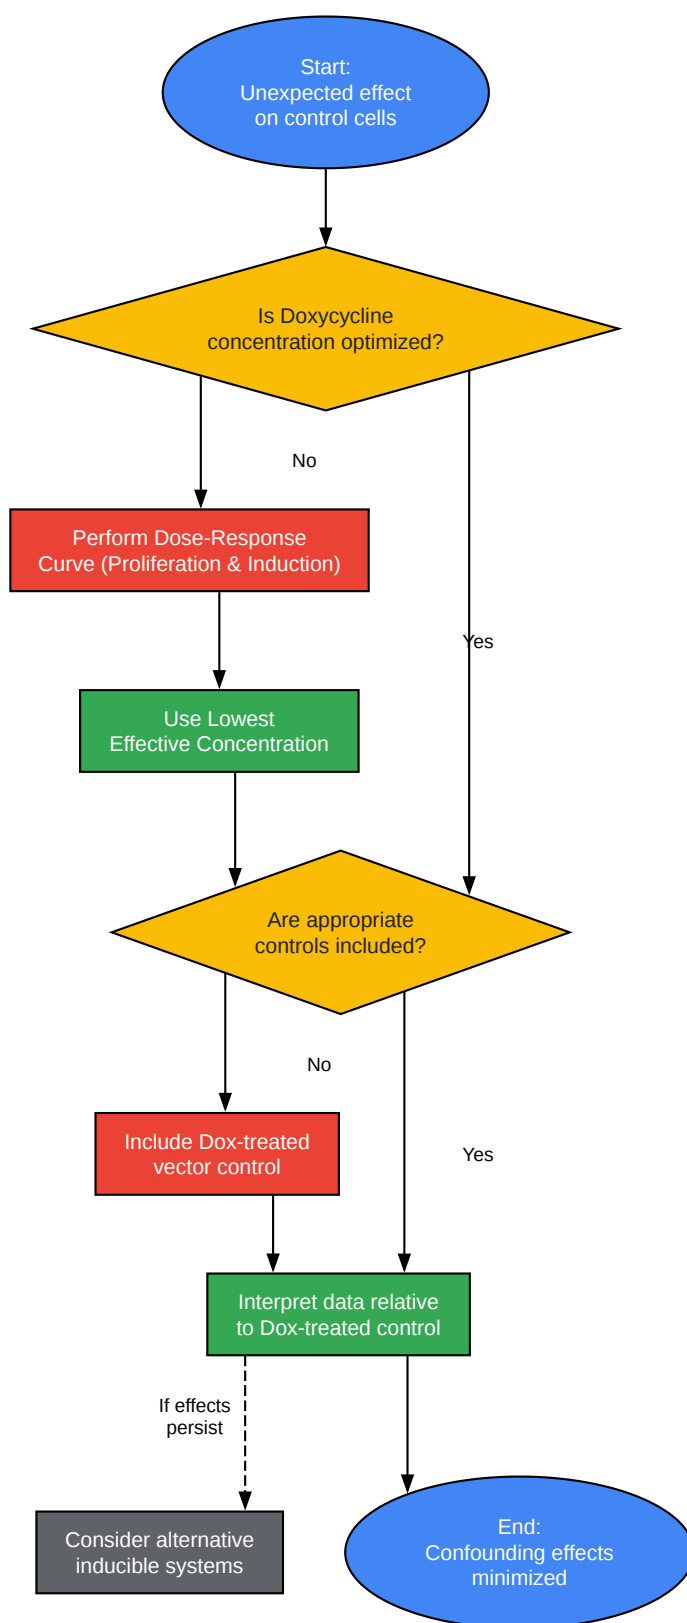 Start:
Unexpected effect
on control cells
Is Doxycycline
concentration optimized?
No
Perform Dose-Response
Curve (Proliferation & Induction)
Yes
Use Lowest
Effective Concentration
Are appropriate
controls included?
No
Include Dox-treated
vector control
Yes
Interpret data relative
to Dox-treated control
If effects
persist
Consider alternative
inducible systems
End:
Confounding effects
minimized